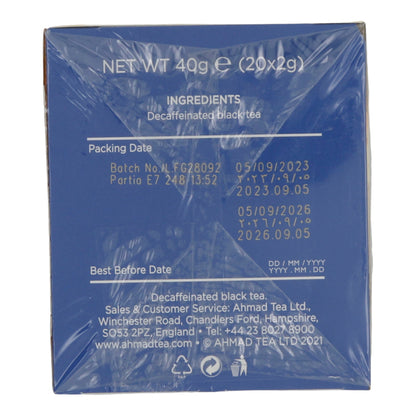 NET WT 40g ℮ (20x2g)
INGREDIENTS
Decaffeinated black tea
Packing Date
Batch No./L FG28092 05/09/2023
Partia E7 248-13:52 ٢٠٢٣/٠٩/٠٥
2023.09.05
05/09/2026
٢٠٢٦/٠٩/٠٥
2026.09.05
Best Before Date DD / MM / YYYY
YYYY . MM . DD
Decaffeinated black tea.
Sales & Customer Service: Ahmad Tea Ltd.,
Winchester Road, Chandlers Ford, Hampshire,
SO53 2PZ, England • Tel: +44 23 8027 8900
www.ahmadtea.com • © AHMAD TEA LTD 2021